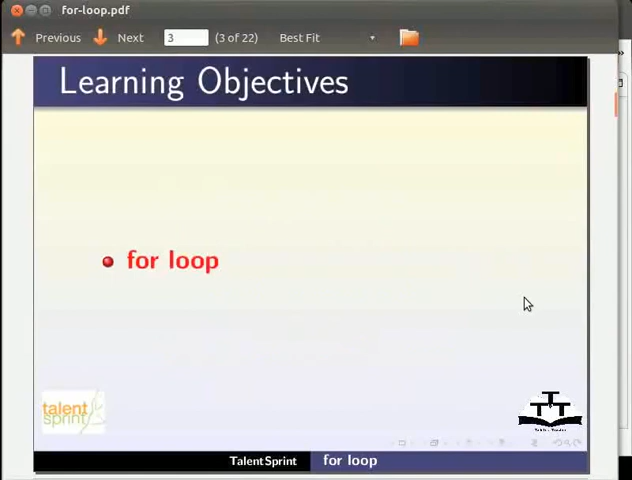 for-loop.pdf
Previous Next 3 (3 of 22) Best Fit
Learning Objectives
for loop
talent
sprint
TTT
TalentSprint for loop